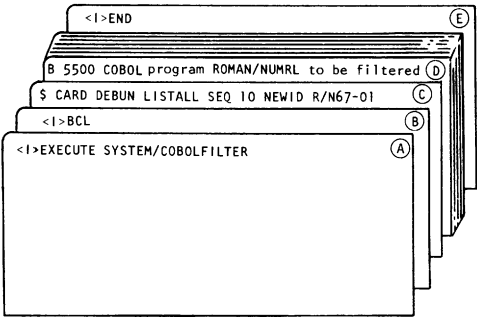 <I>END E
B 5500 COBOL program ROMAN/NUMRL to be filtered D
$ CARD DEBUN LISTALL SEQ 10 NEWID R/N67-01 C
<I>BCL B
<I>EXECUTE SYSTEM/COBOLFILTER A